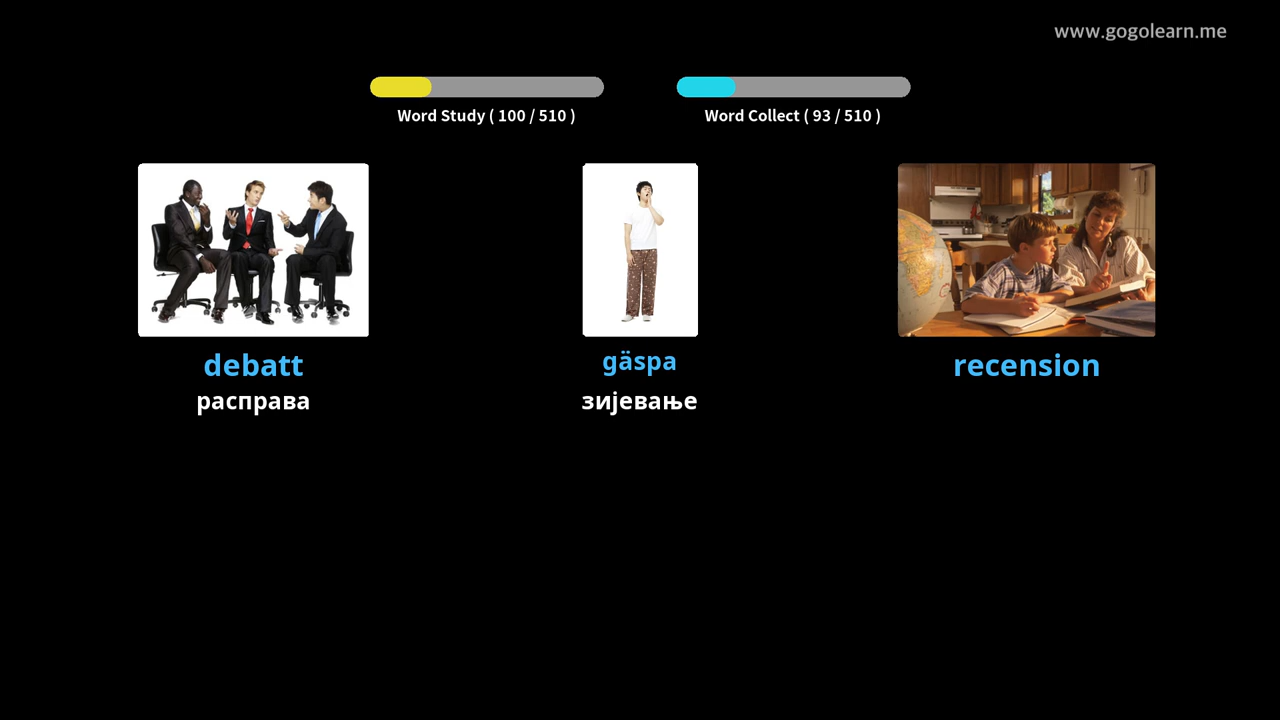 www.gogolearn.me
Word Study ( 100 / 510 )
Word Collect ( 93 / 510 )
debatt
gäspa
recension
расправа
зијевање